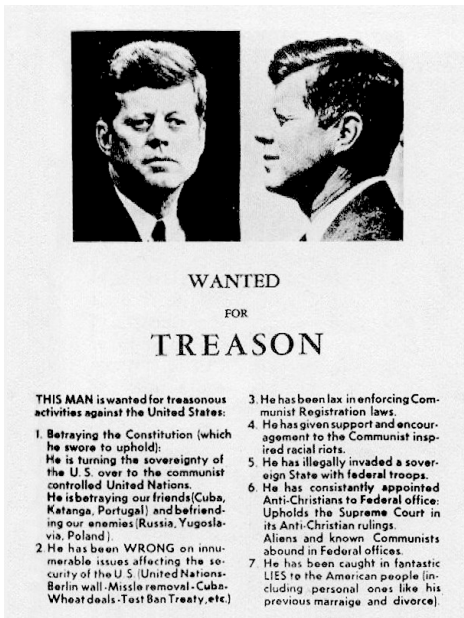 WANTED
FOR
TREASON
THIS MAN is wanted for treasonous
activities against the United States:
1. Betraying the Constitution (which
he swore to uphold):
He is turning the sovereignty of
the U.S. over to the communist
controlled United Nations.
He is betraying our friends (Cuba,
Katanga, Portugal) and befriend-
ing our enemies (Russia, Yugosla-
via, Poland).
2. He has been WRONG on innu-
merable issues affecting the se-
curity of the U.S. (United Nations-
Berlin wall-Missle removal-Cuba-
Wheat deals-Test Ban Treaty,etc.)
3. He has been lax in enforcing Com-
munist Registration laws.
4. He has given support and encour-
agement to the Communist insp-
ired racial riots.
5. He has illegally invaded a sover-
eign State with federal troops.
6. He has consistantly appointed
Anti-Christians to Federal office:
Upholds the Supreme Court in
its Anti-Christian rulings.
Aliens and known Communists
abound in Federal offices.
7. He has been caught in fantastic
LIES to the American people (in-
cluding personal ones like his
previous marraige and divorce).